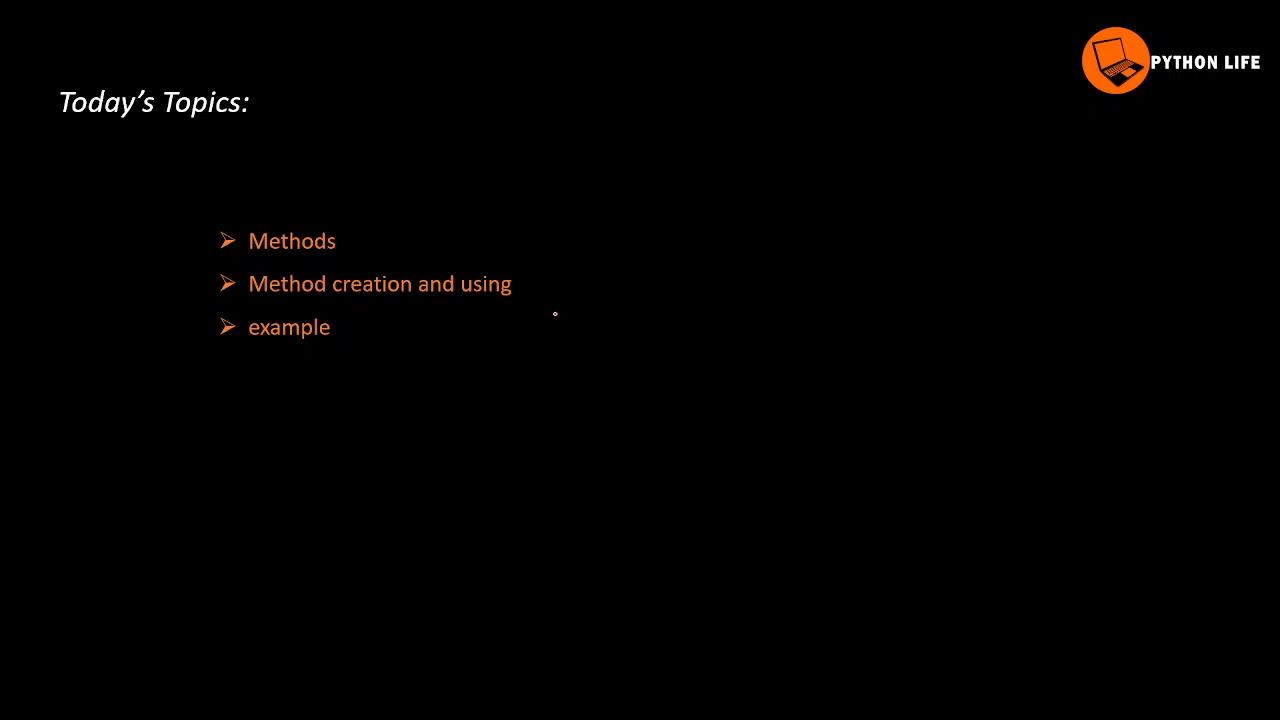 PYTHON LIFE
Today’s Topics:
Methods
Method creation and using
example